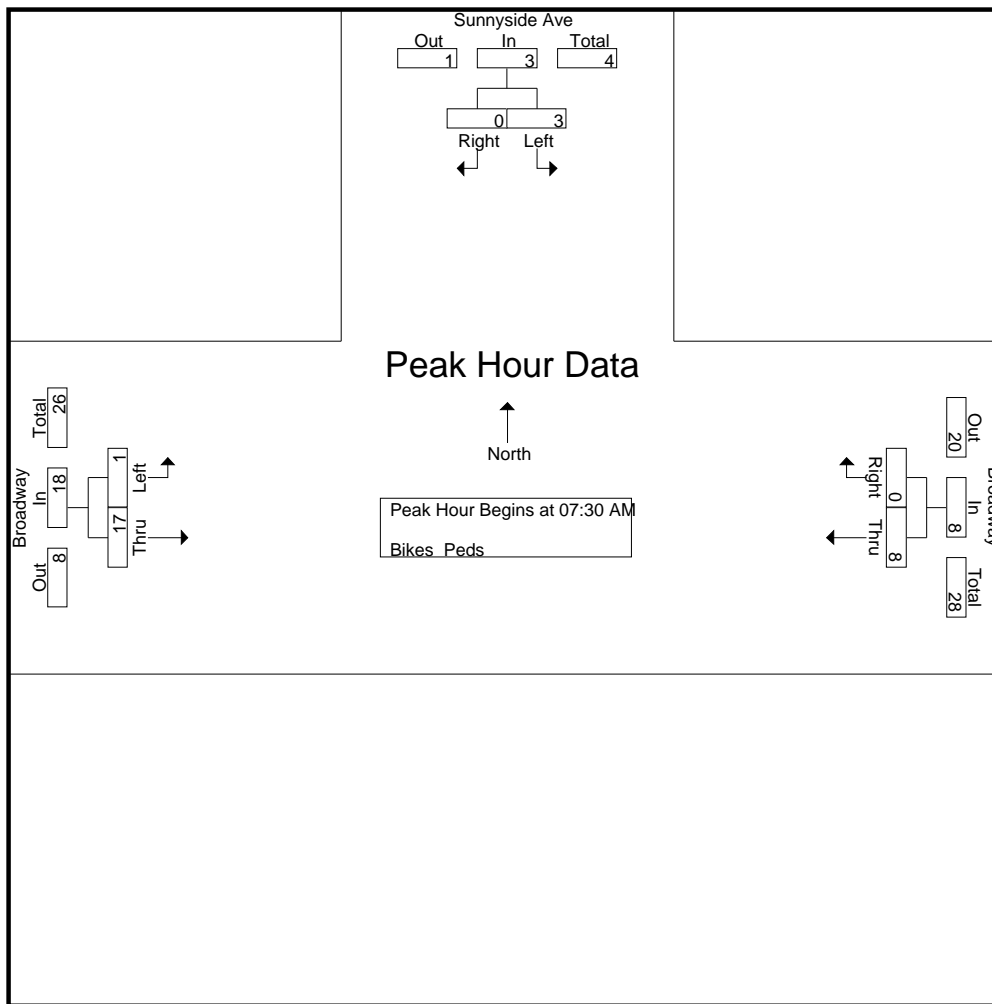 Sunnyside Ave
Out In Total
1 3 4
0 3
Right Left
Peak Hour Data
North
Peak Hour Begins at 07:30 AM
Bikes Peds
Broadway
Out In Total
8 18 26
Thru Left
17 1
Broadway
Out In Total
20 8 28
Right Thru
0 8